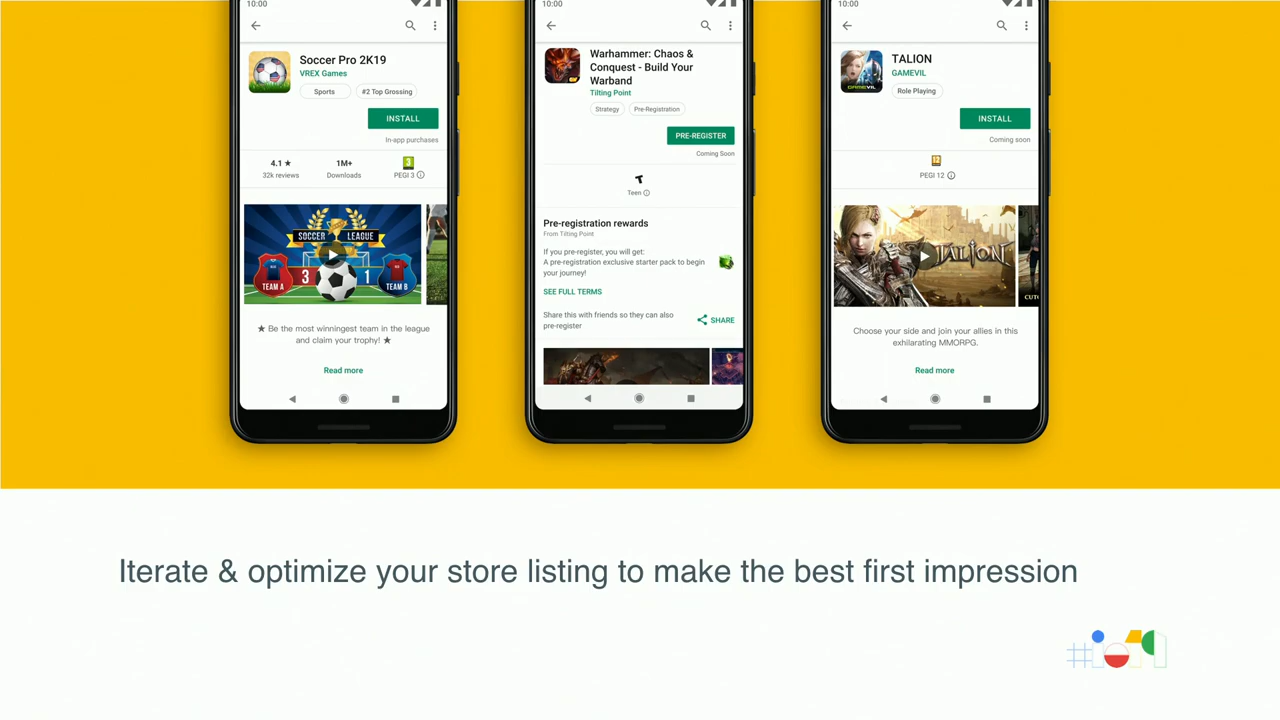 10:00
Soccer Pro 2K19
VREX Games
Sports
#2 Top Grossing
INSTALL
In-app purchases
4.1 ★
32k reviews
1M+
Downloads
3
PEGI 3
SOCCER LEAGUE
3 1
TEAM A
TEAM B
★ Be the most winningest team in the league
and claim your trophy! ★
Read more
10:00
Warhammer: Chaos &
Conquest - Build Your
Warband
Tilting Point
Strategy
Pre-Registration
PRE-REGISTER
Coming Soon
T
Teen
Pre-registration rewards
From Tilting Point
If you pre-register, you will get:
A pre-registration exclusive starter pack to begin
your journey!
SEE FULL TERMS
Share this with friends so they can also
pre-register
SHARE
10:00
TALION
GAMEVIL
GAMEVIL
Role Playing
INSTALL
Coming soon
12
PEGI 12
TALION
Choose your side and join your allies in this
exhilarating MMORPG.
Read more
Iterate & optimize your store listing to make the best first impression
#io19